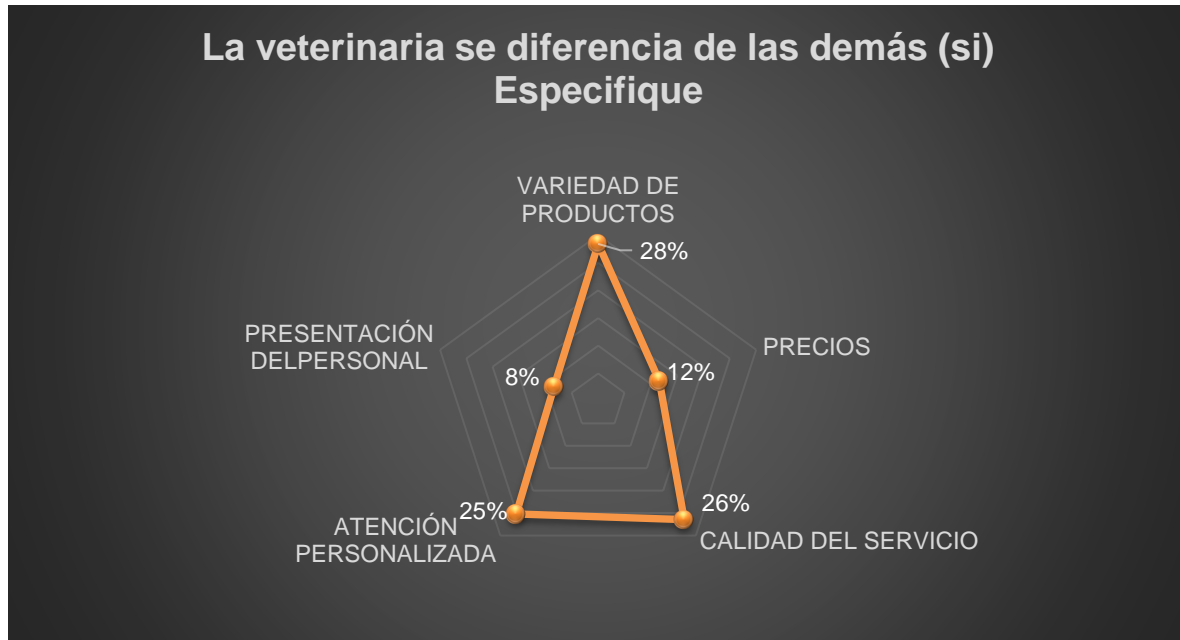 La veterinaria se diferencia de las demás (si)
Especifique
VARIEDAD DE
PRODUCTOS
28%
PRESENTACIÓN
DELPERSONAL
PRECIOS
8%
12%
25%
26%
ATENCIÓN
PERSONALIZADA
CALIDAD DEL SERVICIO